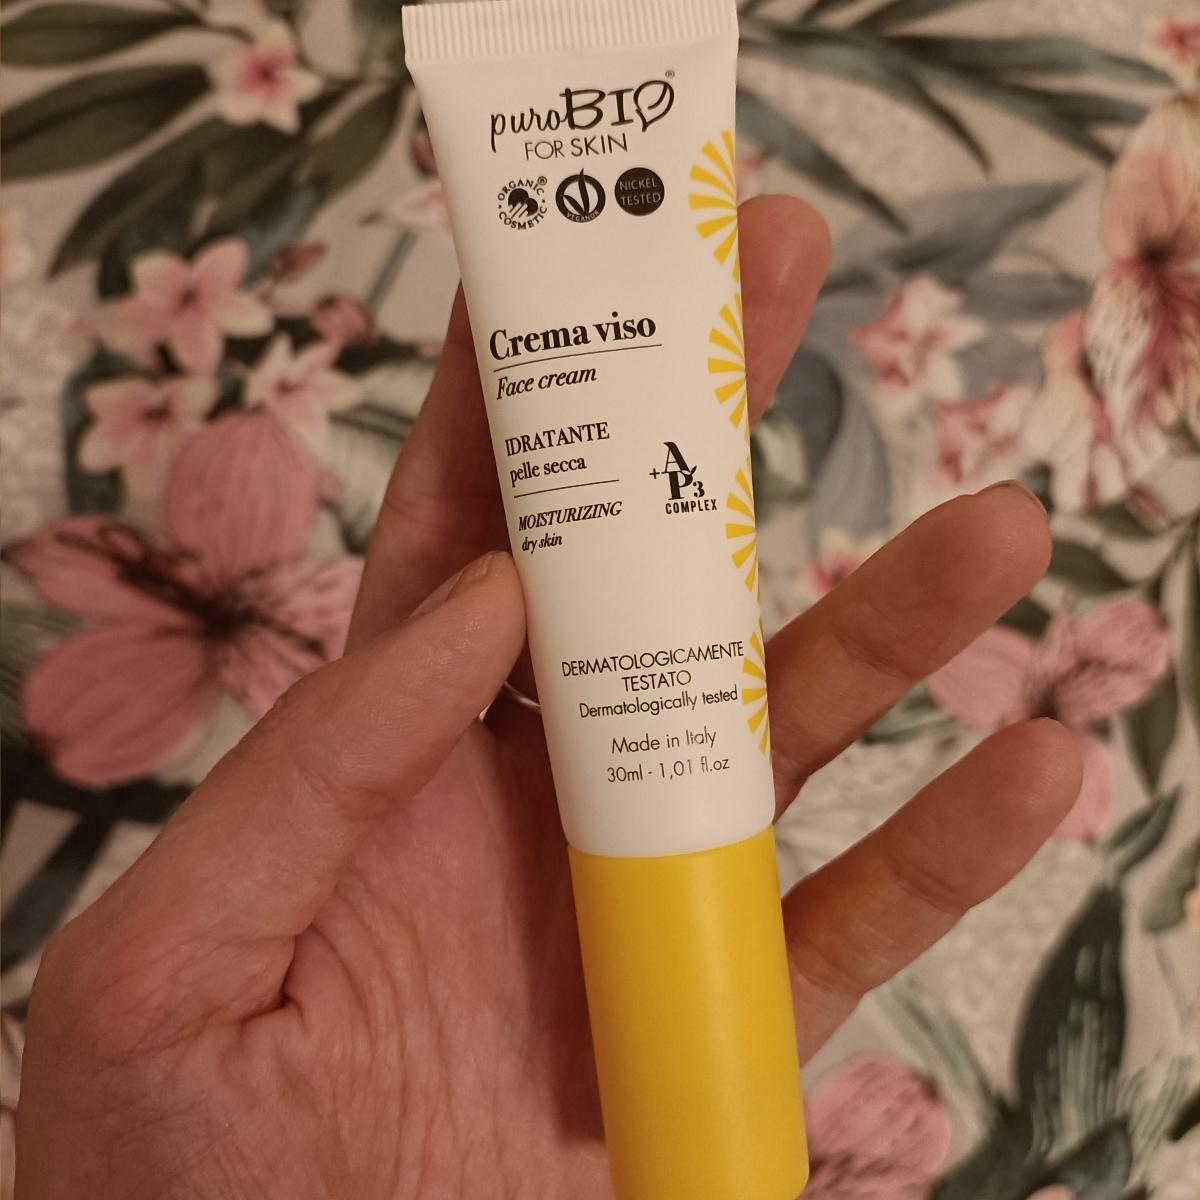 puroBIO®
FOR SKIN
ORGANIC COSMETIC ®
VEGANOK
NICKEL
TESTED
Crema viso
Face cream
IDRATANTE
pelle secca
MOISTURIZING
dry skin
+AP3
COMPLEX
DERMATOLOGICAMENTE
TESTATO
Dermatologically tested
Made in Italy
30ml - 1,01 fl.oz